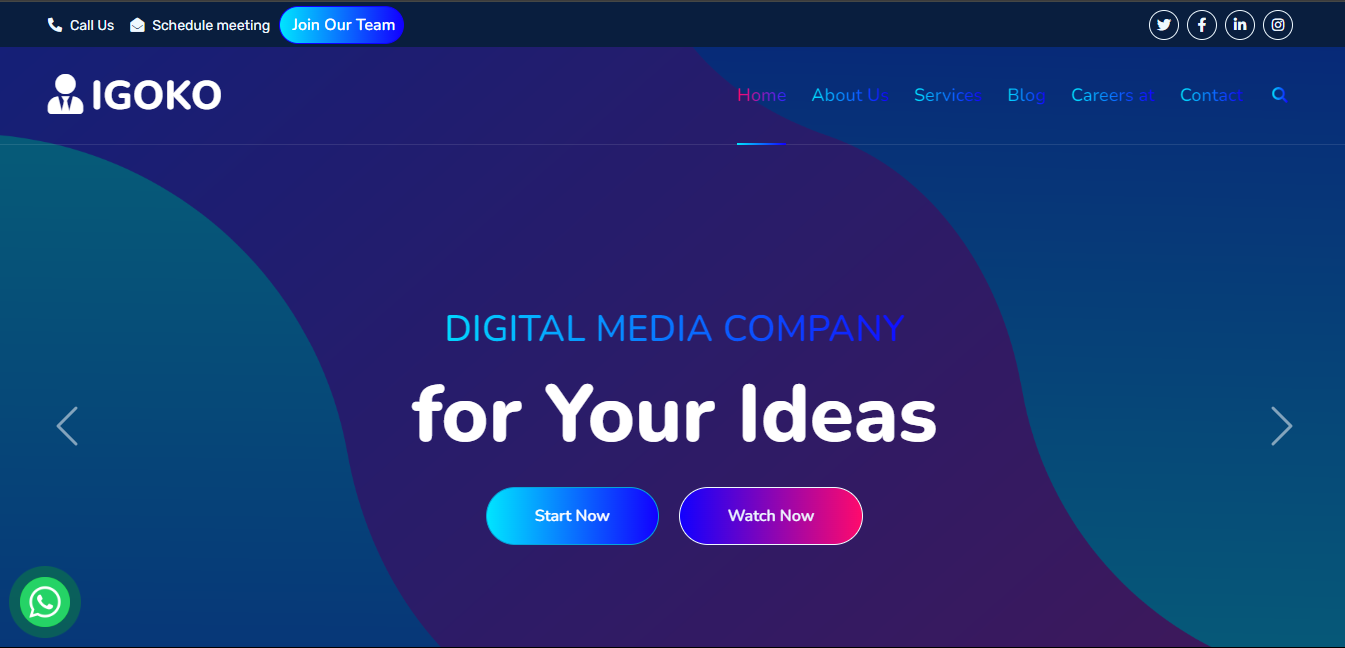 Call Us Schedule meeting Join Our Team
IGOKO
Home About Us Services Blog Careers at Contact
DIGITAL MEDIA COMPANY
for Your Ideas
Start Now Watch Now